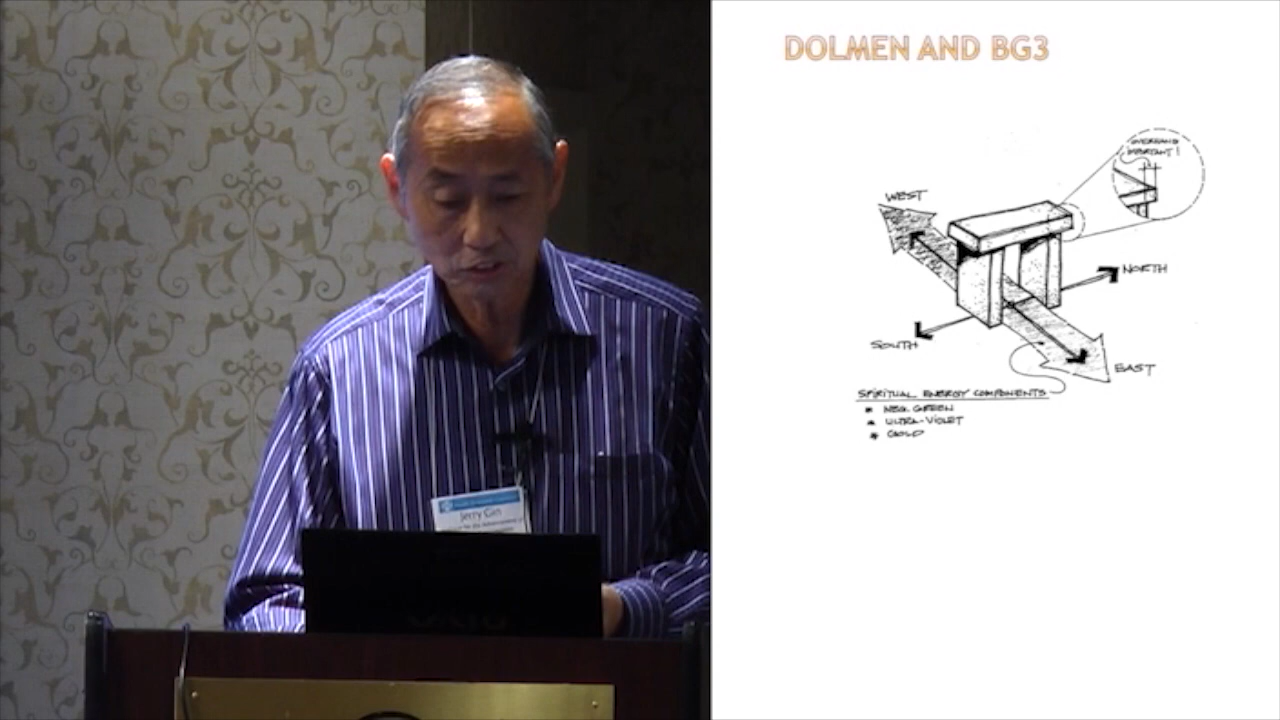 DOLMEN AND BG3
OVERHANG
IMPORTANT!
WEST
NORTH
SOUTH
EAST
SPIRITUAL ENERGY COMPONENTS
* NEG. GREEN
* ULTRA-VIOLET
* GOLD
Jerry Gin
VAIO